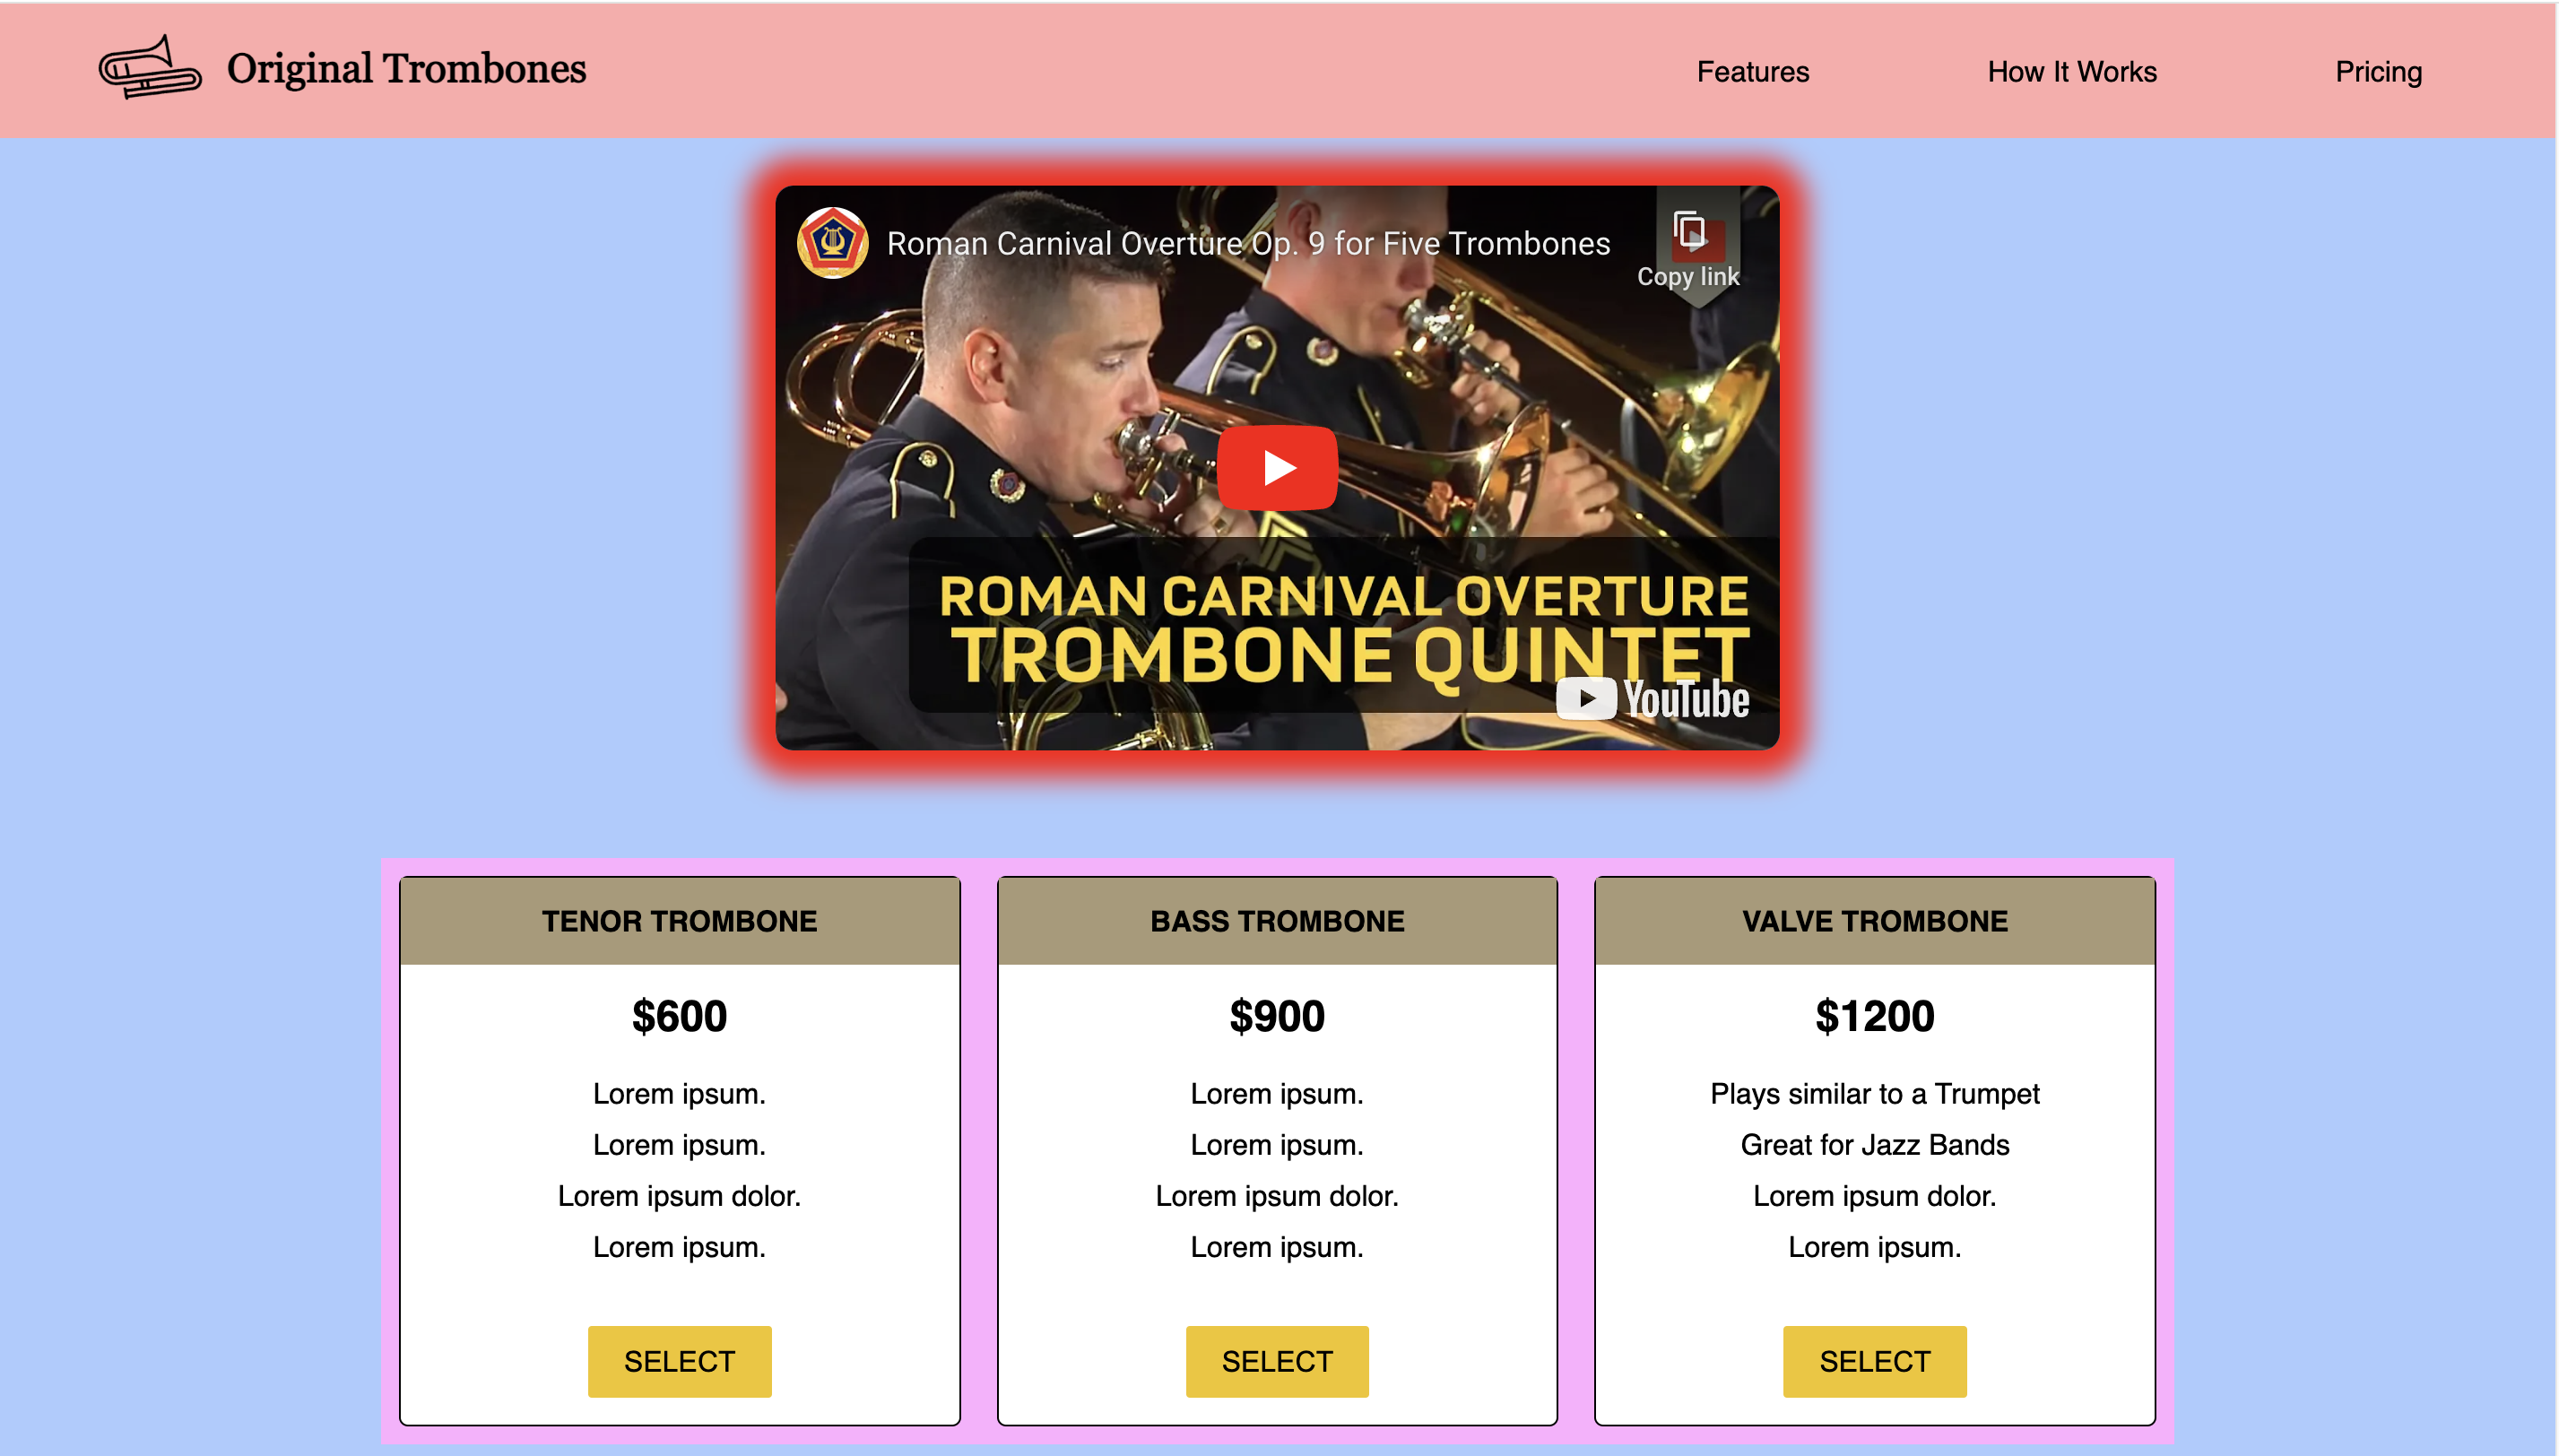 Original Trombones
Features How It Works Pricing
Roman Carnival Overture Op. 9 for Five Trombones
Copy link
ROMAN CARNIVAL OVERTURE
TROMBONE QUINTET
YouTube
TENOR TROMBONE
$600
Lorem ipsum.
Lorem ipsum.
Lorem ipsum dolor.
Lorem ipsum.
SELECT
BASS TROMBONE
$900
Lorem ipsum.
Lorem ipsum.
Lorem ipsum dolor.
Lorem ipsum.
SELECT
VALVE TROMBONE
$1200
Plays similar to a Trumpet
Great for Jazz Bands
Lorem ipsum dolor.
Lorem ipsum.
SELECT